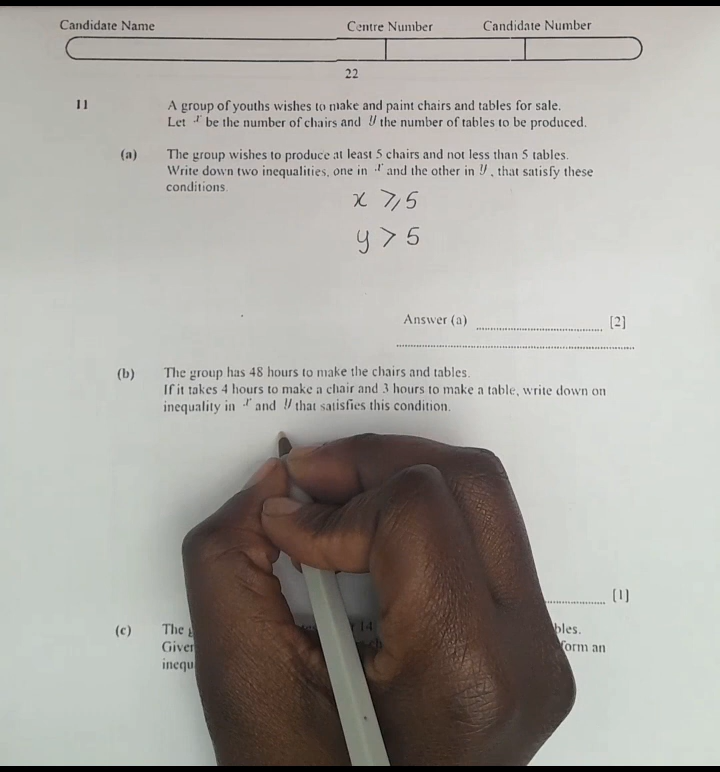 Candidate Name Centre Number Candidate Number
22
11 A group of youths wishes to make and paint chairs and tables for sale.
Let x be the number of chairs and y the number of tables to be produced.
(a) The group wishes to produce at least 5 chairs and not less than 5 tables.
Write down two inequalities, one in x and the other in y, that satisfy these
conditions.
x ⩾ 5
y > 5
Answer (a) [2]
(b) The group has 48 hours to make the chairs and tables.
If it takes 4 hours to make a chair and 3 hours to make a table, write down on
inequality in x and y that satisfies this condition.
[1]
(c) The 14
form an